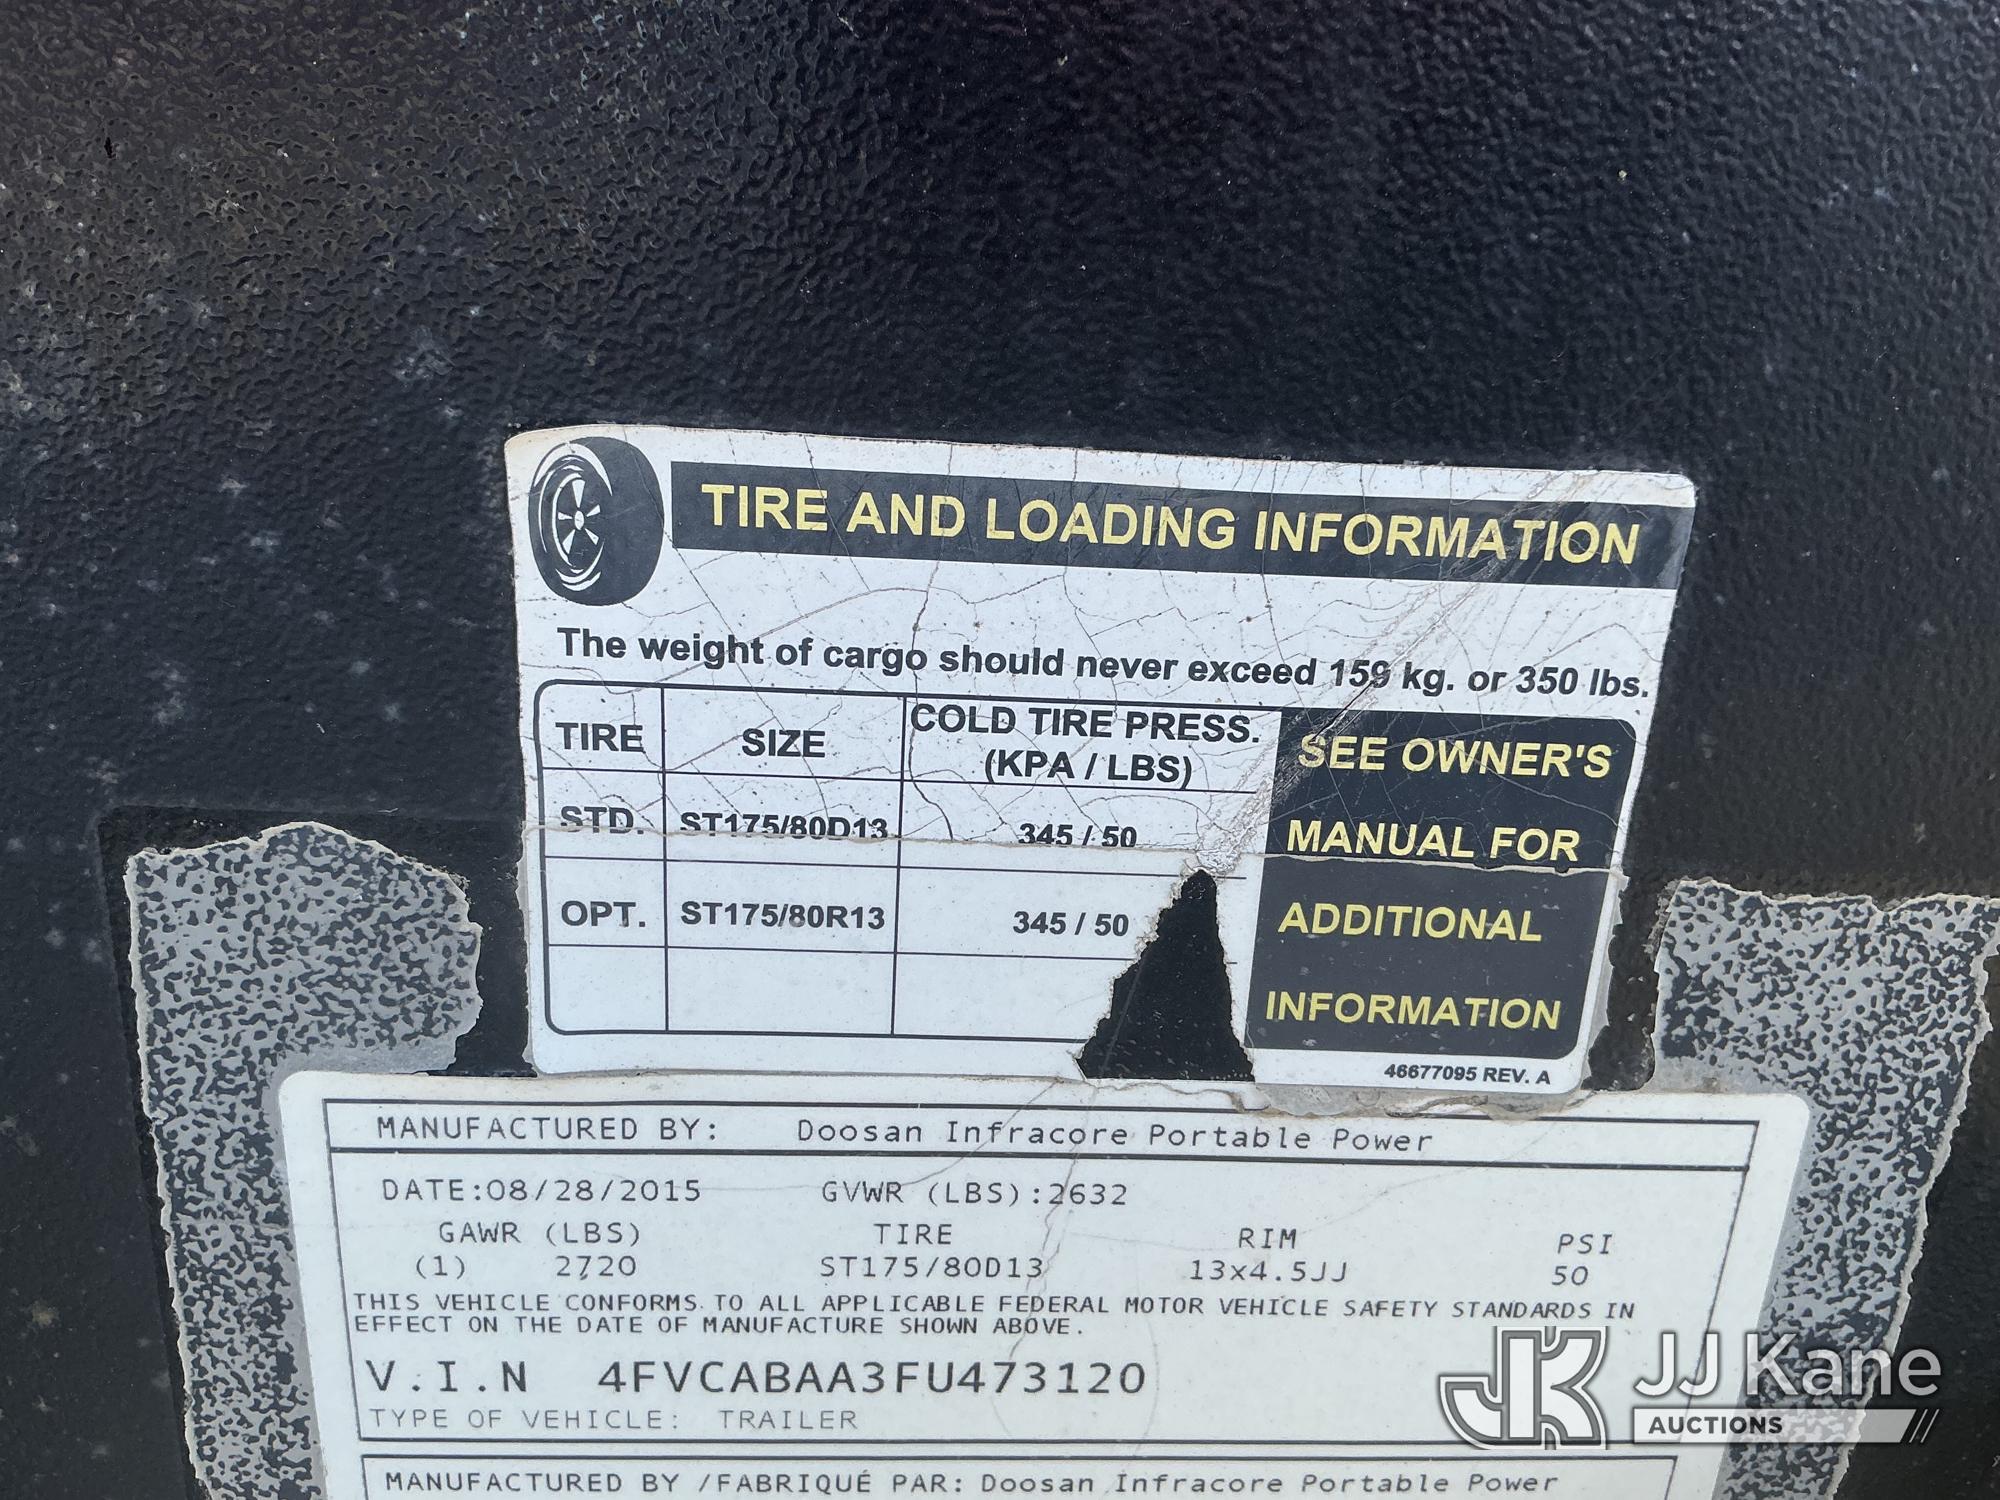 TIRE AND LOADING INFORMATION
The weight of cargo should never exceed 159 kg. or 350 lbs.
TIRE SIZE COLD TIRE PRESS. (KPA / LBS)
STD. ST175/80D13 345 / 50
OPT. ST175/80R13 345 / 50
SEE OWNER'S
MANUAL FOR
ADDITIONAL
INFORMATION
46677095 REV. A
MANUFACTURED BY: Doosan Infracore Portable Power
DATE:08/28/2015 GVWR (LBS):2632
GAWR (LBS) TIRE RIM PSI
(1) 2720 ST175/80D13 13x4.5JJ 50
THIS VEHICLE CONFORMS TO ALL APPLICABLE FEDERAL MOTOR VEHICLE SAFETY STANDARDS IN
EFFECT ON THE DATE OF MANUFACTURE SHOWN ABOVE.
V.I.N 4FVCABAA3FU473120
TYPE OF VEHICLE: TRAILER
MANUFACTURED BY /FABRIQUÉ PAR: Doosan Infracore Portable Power
JK JJ Kane
AUCTIONS